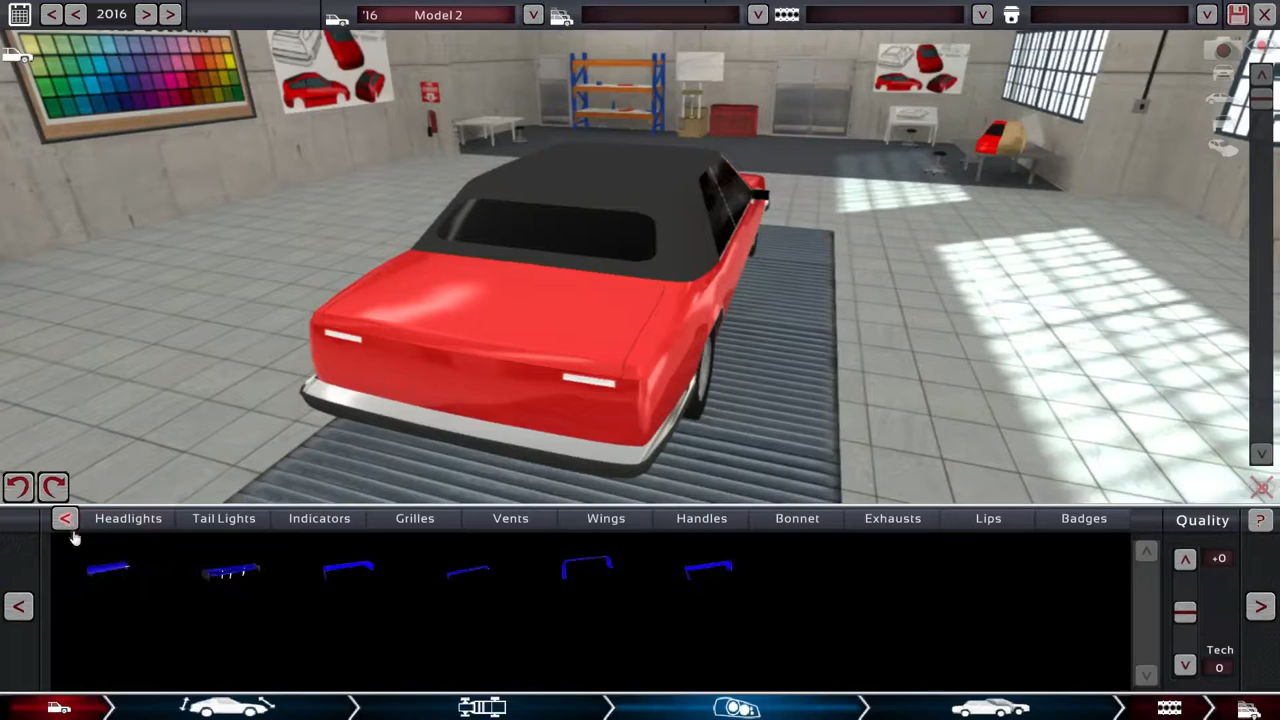 2016
'16 Model 2
Headlights
Tail Lights
Indicators
Grilles
Vents
Wings
Handles
Bonnet
Exhausts
Lips
Badges
Quality
?
+0
Tech
0